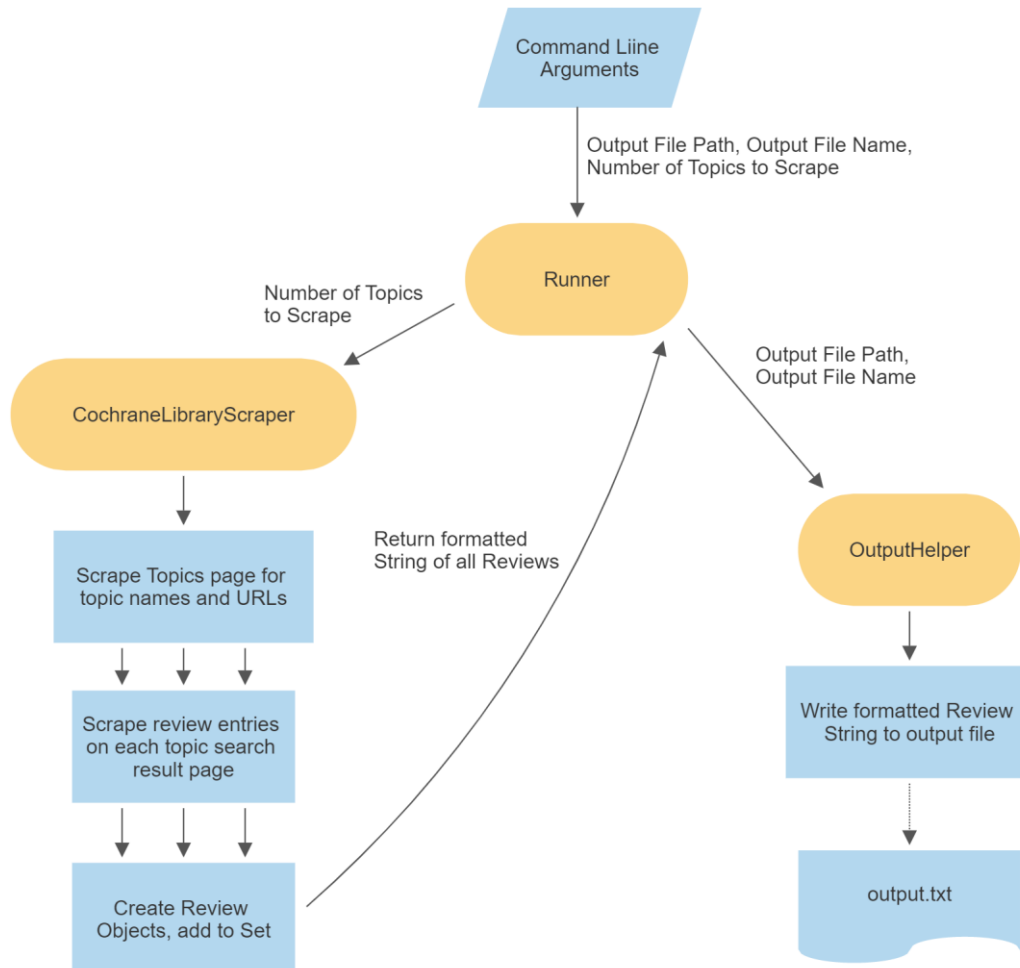 Command Liine
Arguments
Output File Path, Output File Name,
Number of Topics to Scrape
Runner
Number of Topics
to Scrape
Output File Path,
Output File Name
CochraneLibraryScraper
Return formatted
String of all Reviews
OutputHelper
Scrape Topics page for
topic names and URLs
Scrape review entries
on each topic search
result page
Write formatted Review
String to output file
Create Review
Objects, add to Set
output.txt